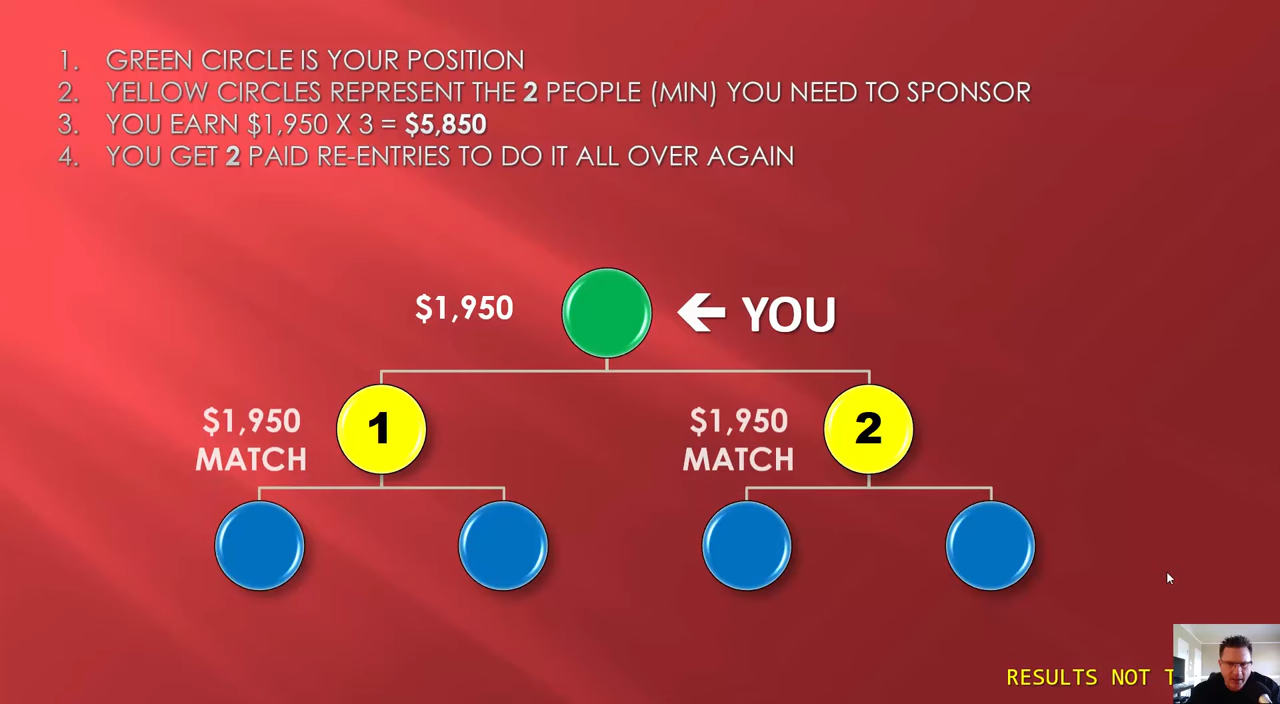 1. GREEN CIRCLE IS YOUR POSITION
2. YELLOW CIRCLES REPRESENT THE 2 PEOPLE (MIN) YOU NEED TO SPONSOR
3. YOU EARN $1,950 X 3 = $5,850
4. YOU GET 2 PAID RE-ENTRIES TO DO IT ALL OVER AGAIN
$1,950
YOU
$1,950
MATCH
1
$1,950
MATCH
2
RESULTS NOT